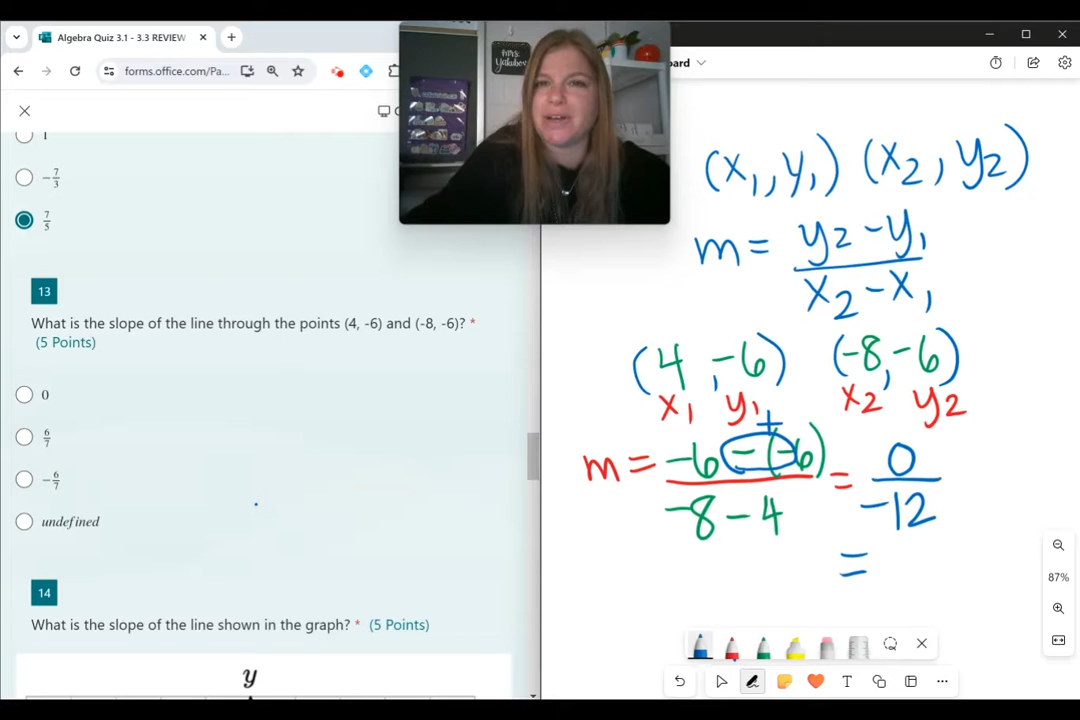 Algebra Quiz 3.1 - 3.3 REVIEW
forms.office.com/Pa...
1
-7/3
7/5
13
What is the slope of the line through the points (4, -6) and (-8, -6)? *
(5 Points)
0
6/7
-6/7
undefined
14
What is the slope of the line shown in the graph? * (5 Points)
y
Mrs.
Yakubov
(x1, y1) (x2, y2)
m = y2 - y1 / x2 - x1
(4, -6) (-8, -6)
x1 y1 x2 y2
+
m = -6 - (-6) / -8 - 4 = 0 / -12
=
87%
T